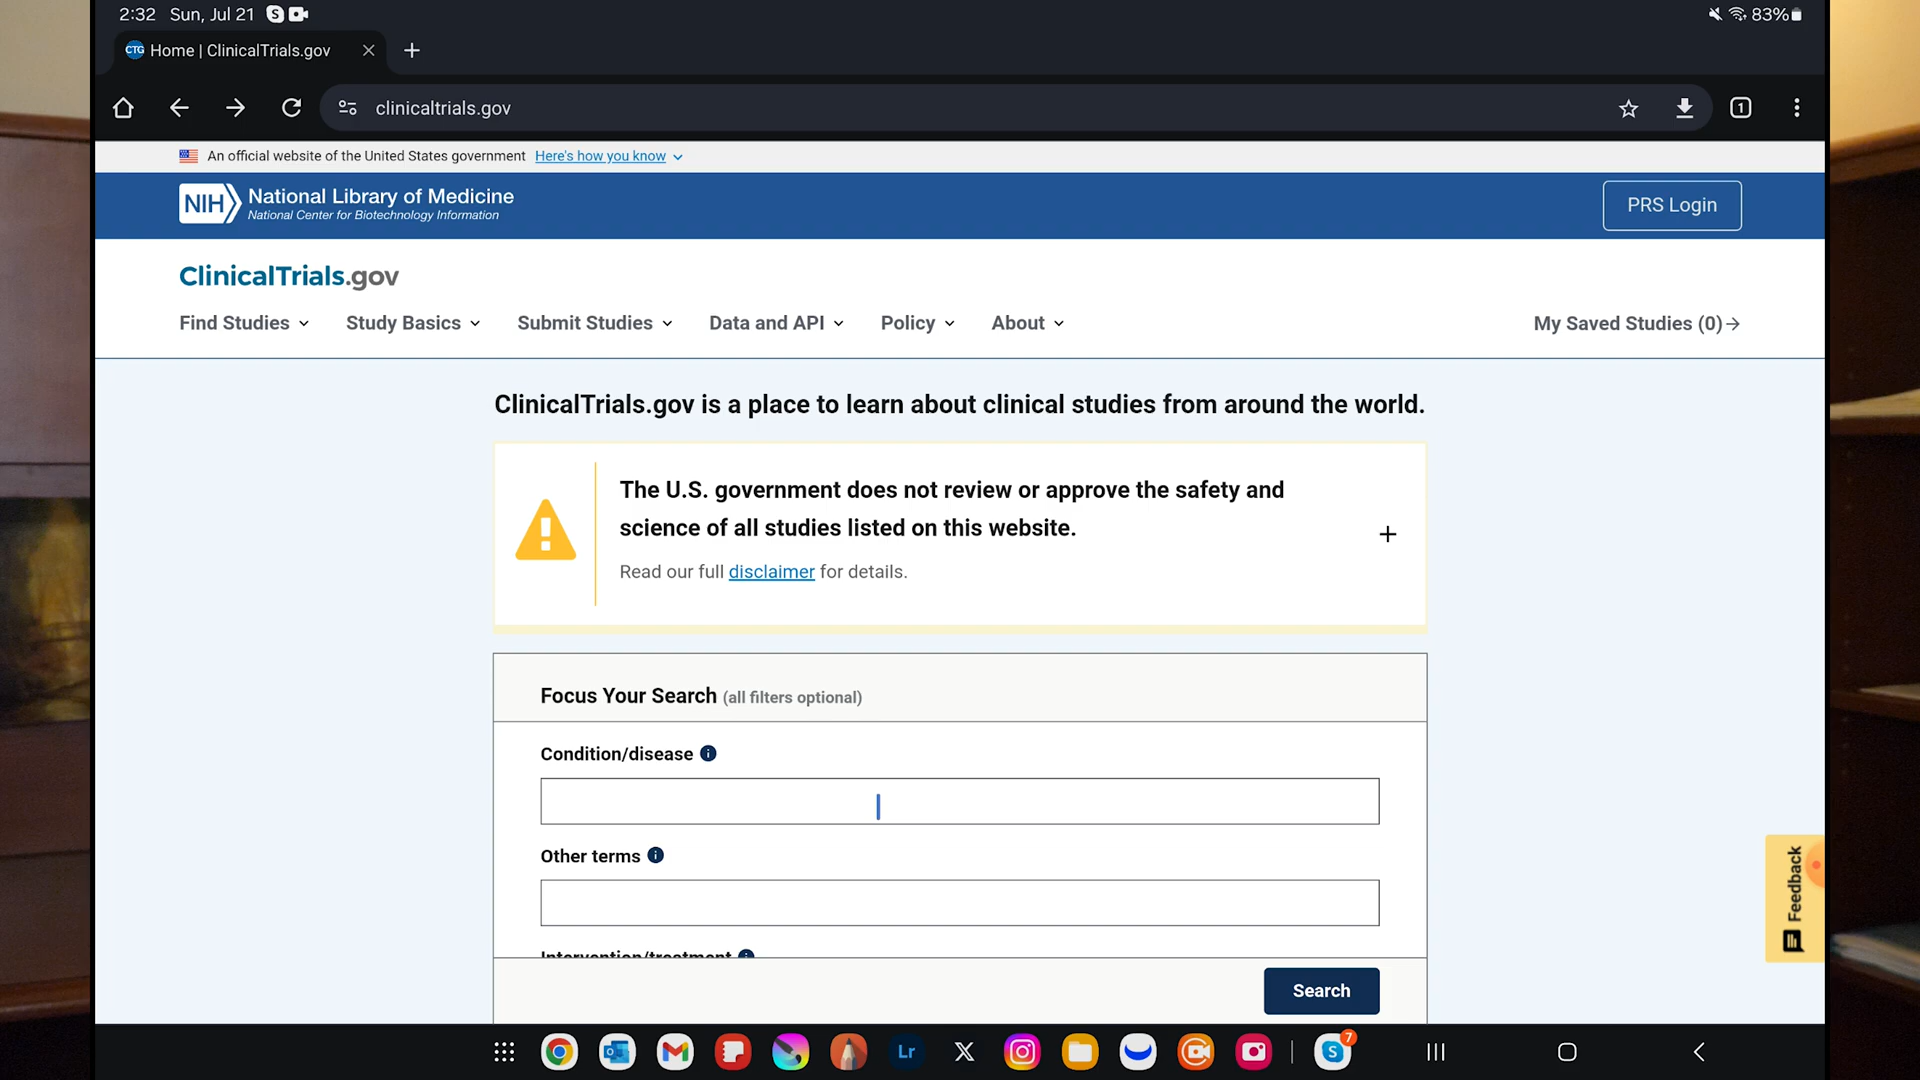 2:32 Sun, Jul 21 S
83%
CTG Home | ClinicalTrials.gov
clinicaltrials.gov
1
An official website of the United States government Here's how you know
NIH National Library of Medicine
National Center for Biotechnology Information
PRS Login
ClinicalTrials.gov
Find Studies Study Basics Submit Studies Data and API Policy About My Saved Studies (0)
ClinicalTrials.gov is a place to learn about clinical studies from around the world.
The U.S. government does not review or approve the safety and
science of all studies listed on this website.
Read our full disclaimer for details.
Focus Your Search (all filters optional)
Condition/disease
Other terms
Intervention/treatment
Search
Feedback
Lr
S 7